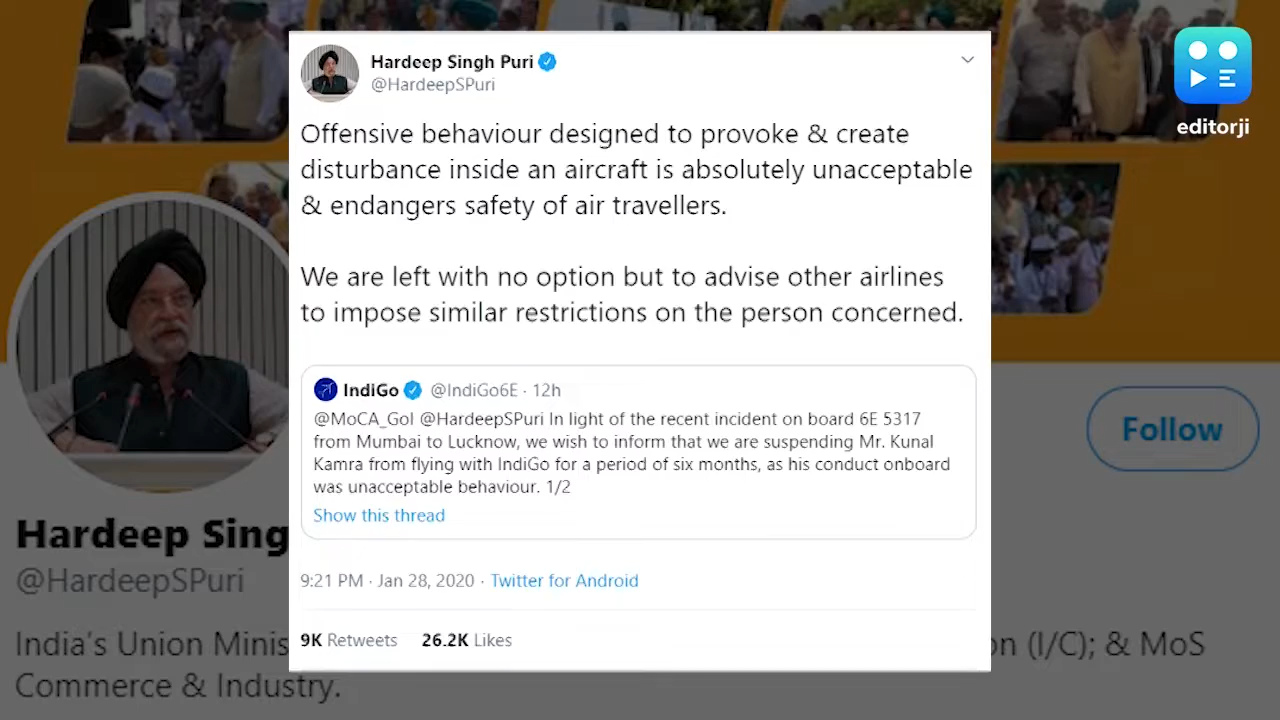 editorji
Hardeep Singh Puri
@HardeepSPuri
Offensive behaviour designed to provoke & create
disturbance inside an aircraft is absolutely unacceptable
& endangers safety of air travellers.
We are left with no option but to advise other airlines
to impose similar restrictions on the person concerned.
IndiGo @IndiGo6E · 12h
@MoCA_GoI @HardeepSPuri In light of the recent incident on board 6E 5317
from Mumbai to Lucknow, we wish to inform that we are suspending Mr. Kunal
Kamra from flying with IndiGo for a period of six months, as his conduct onboard
was unacceptable behaviour. 1/2
Show this thread
9:21 PM · Jan 28, 2020 · Twitter for Android
9K Retweets 26.2K Likes
Follow
Hardeep Sing
@HardeepSPuri
India's Union Minis
on (I/C); & MoS
Commerce & Industry.